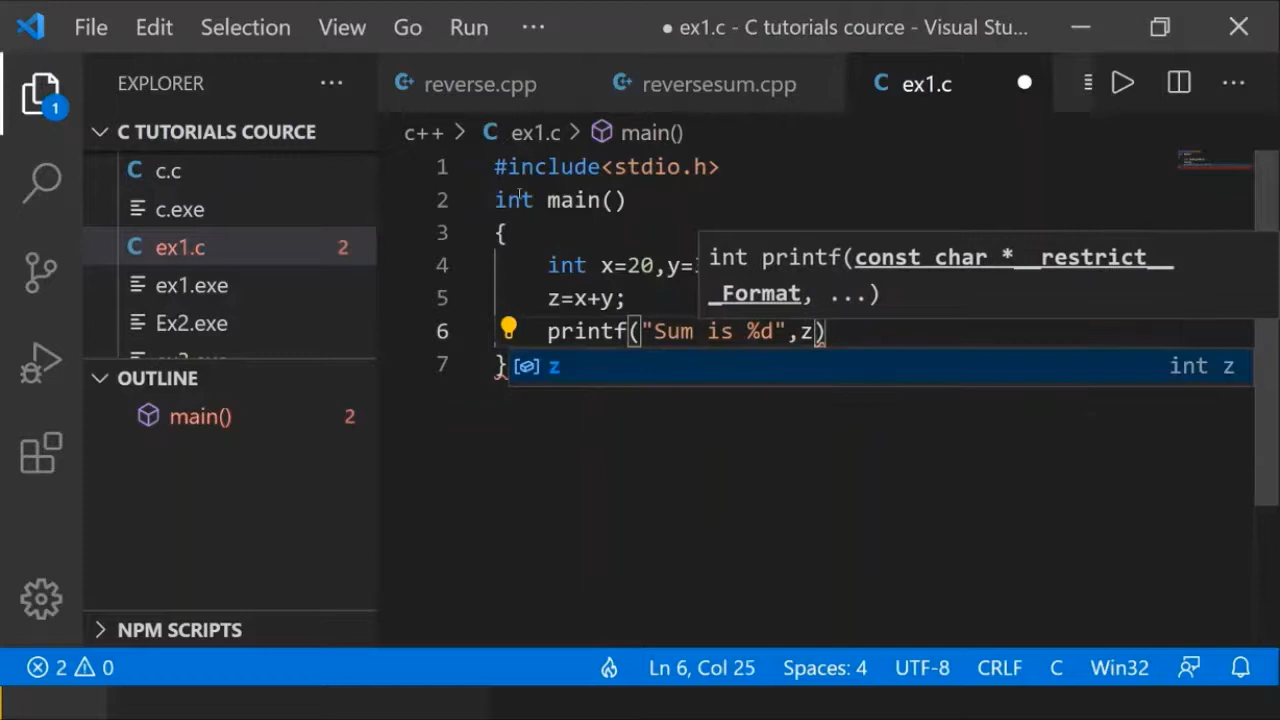 File Edit Selection View Go Run ··· ● ex1.c - C tutorials cource - Visual Stu...
EXPLORER ···
reverse.cpp reversesum.cpp C ex1.c
1
C TUTORIALS COURCE
C c.c
c.exe
C ex1.c 2
ex1.exe
Ex2.exe
OUTLINE
main() 2
NPM SCRIPTS
c++ > C ex1.c > main()
1 #include<stdio.h>
2 int main()
3 {
4 int x=20,y=
5 z=x+y;
6 printf("Sum is %d",z)
7 }
int printf(const char *__restrict__
_Format, ...)
z int z
2 0 Ln 6, Col 25 Spaces: 4 UTF-8 CRLF C Win32